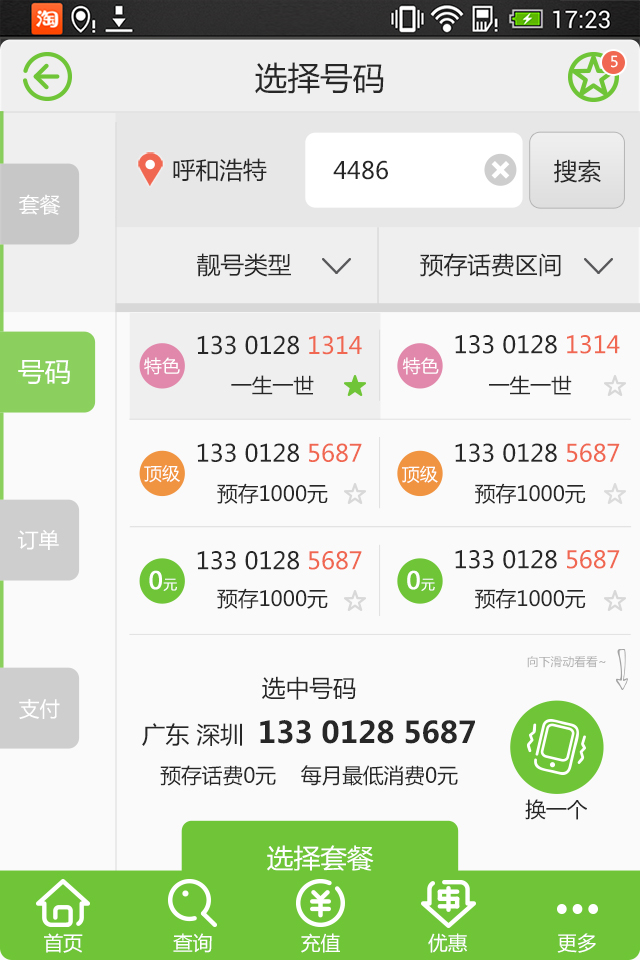 淘 17:23
选择号码 5
呼和浩特 4486 搜索
套餐
靓号类型 预存话费区间
特色 133 0128 1314 一生一世
特色 133 0128 1314 一生一世
号码
顶级 133 0128 5687 预存1000元
顶级 133 0128 5687 预存1000元
订单
0元 133 0128 5687 预存1000元
0元 133 0128 5687 预存1000元
向下滑动看看~
选中号码
支付
广东 深圳 133 0128 5687
预存话费0元 每月最低消费0元
换一个
选择套餐
首页 查询 充值 优惠 更多